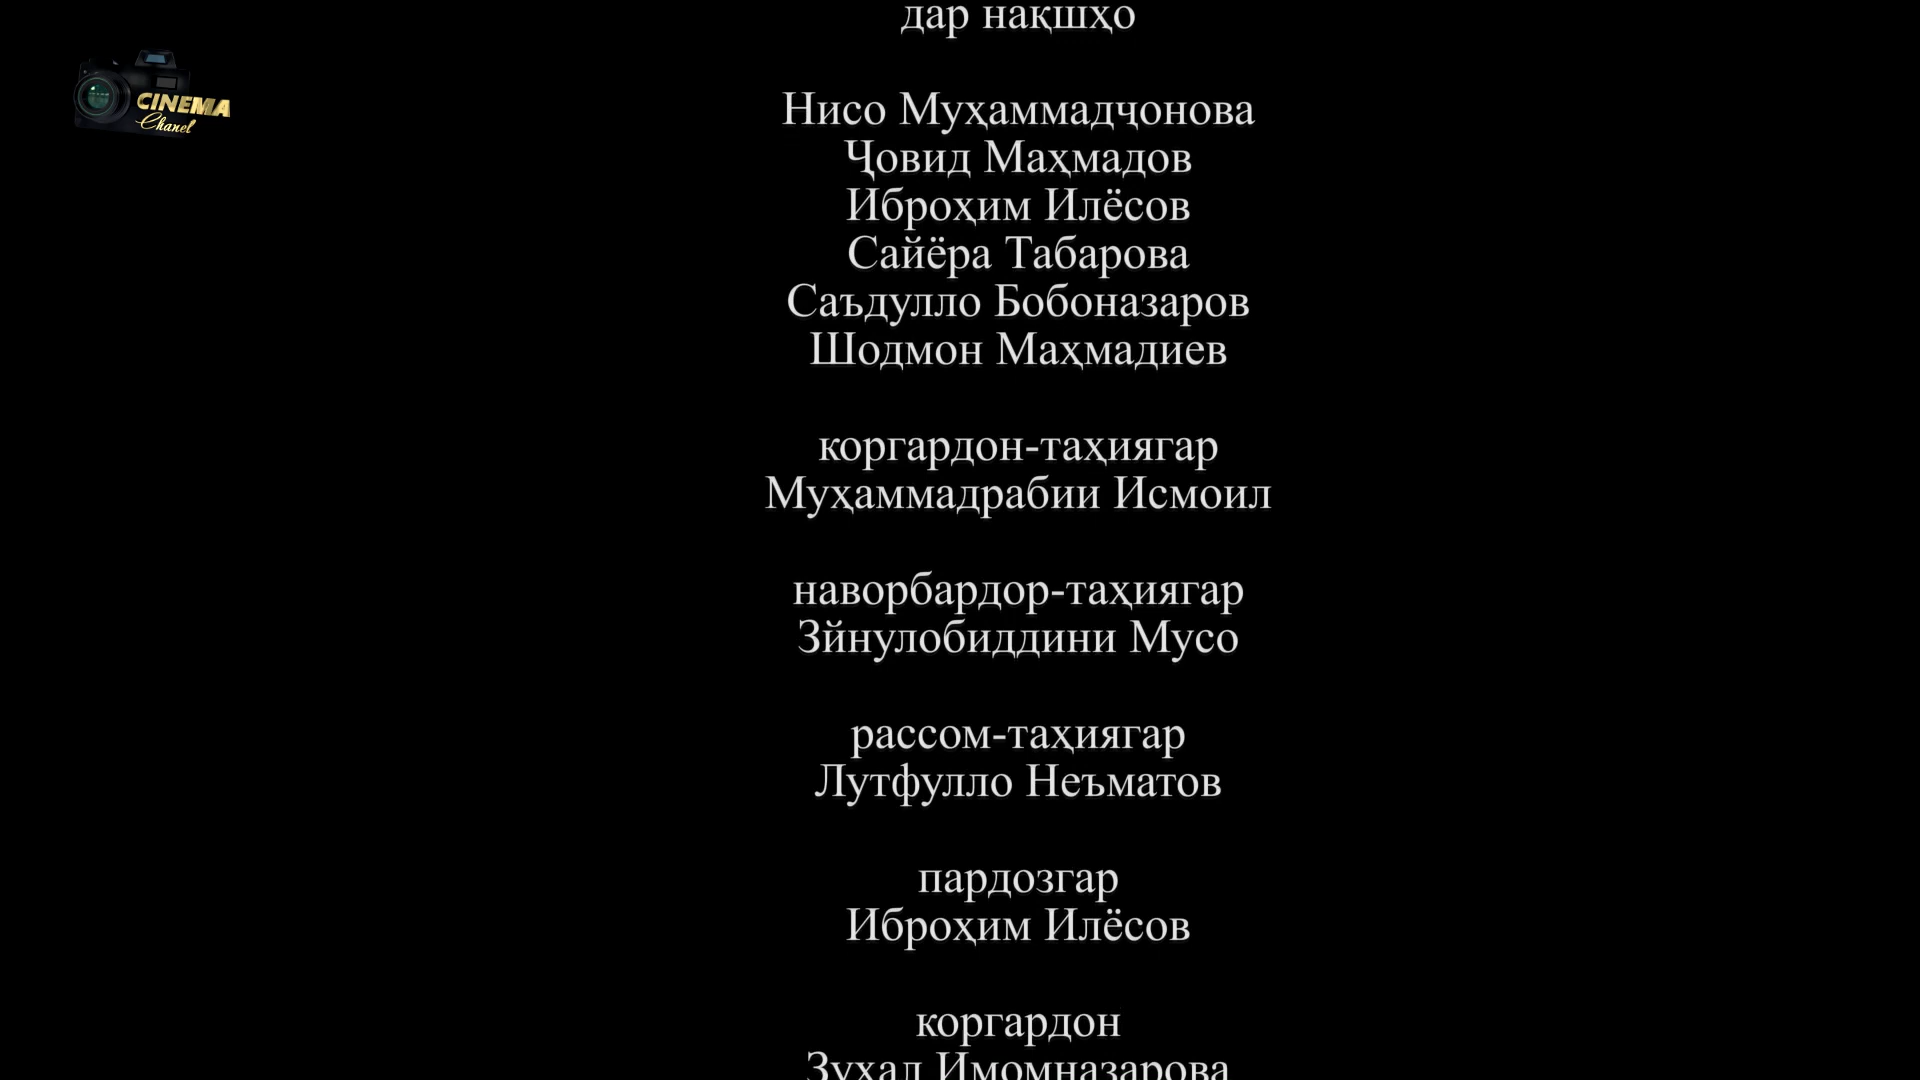 дар нақшҳо
CINEMA
Chanel
Нисо Муҳаммадҷонова
Ҷовид Маҳмадов
Иброҳим Илёсов
Сайёра Табарова
Саъдулло Бобоназаров
Шодмон Маҳмадиев
коргардон-таҳиягар
Муҳаммадрабии Исмоил
наворбардор-таҳиягар
Зйнулобиддини Мусо
рассом-таҳиягар
Лутфулло Неъматов
пардозгар
Иброҳим Илёсов
коргардон
Имомназарова